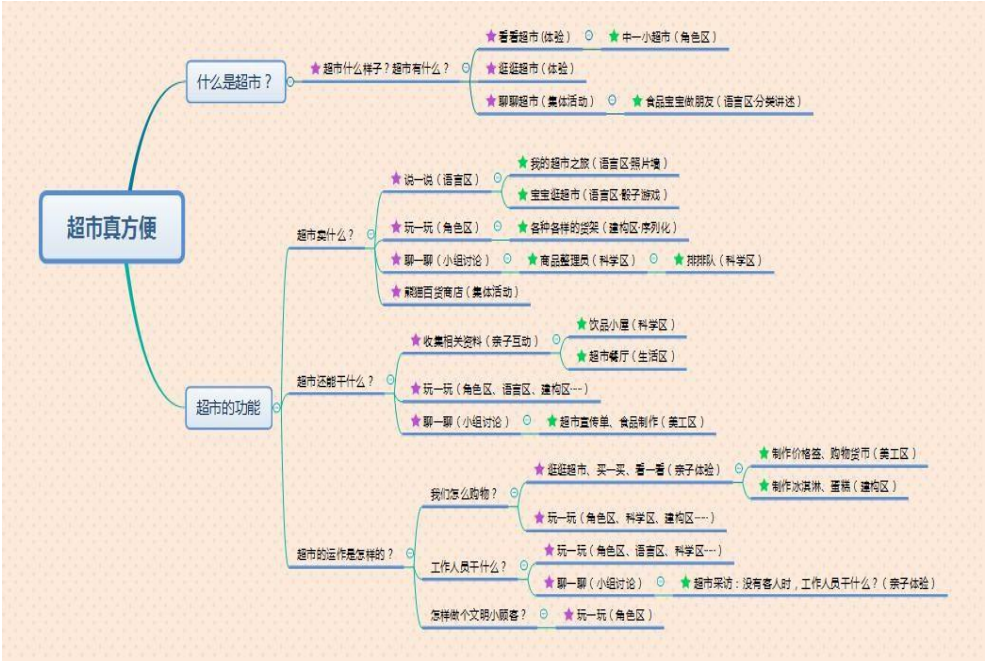 超市真方便
什么是超市？
超市什么样子？超市有什么？
看看超市（体验）
中一小超市（角色区）
逛逛超市（体验）
聊聊超市（集体活动）
食品宝宝做朋友（语言区·分类讲述）
超市的功能
超市卖什么？
说一说（语言区）
我的超市之旅（语言区·照片墙）
宝宝逛超市（语言区·骰子游戏）
玩一玩（角色区）
各种各样的货架（建构区·序列化）
聊一聊（小组讨论）
商品整理员（科学区）
排排队（科学区）
熊猫百货商店（集体活动）
超市还能干什么？
收集相关资料（亲子互动）
饮品小屋（科学区）
超市餐厅（生活区）
玩一玩（角色区、语言区、建构区……）
聊一聊（小组讨论）
超市宣传单、食品制作（美工区）
超市的运作是怎样的？
我们怎么购物？
逛逛超市、买一买、看一看（亲子体验）
制作价格签、购物货币（美工区）
制作冰淇淋、蛋糕（建构区）
玩一玩（角色区、科学区、建构区……）
工作人员干什么？
玩一玩（角色区、语言区、科学区……）
聊一聊（小组讨论）
超市采访：没有客人时，工作人员干什么？（亲子体验）
怎样做个文明小顾客？
玩一玩（角色区）